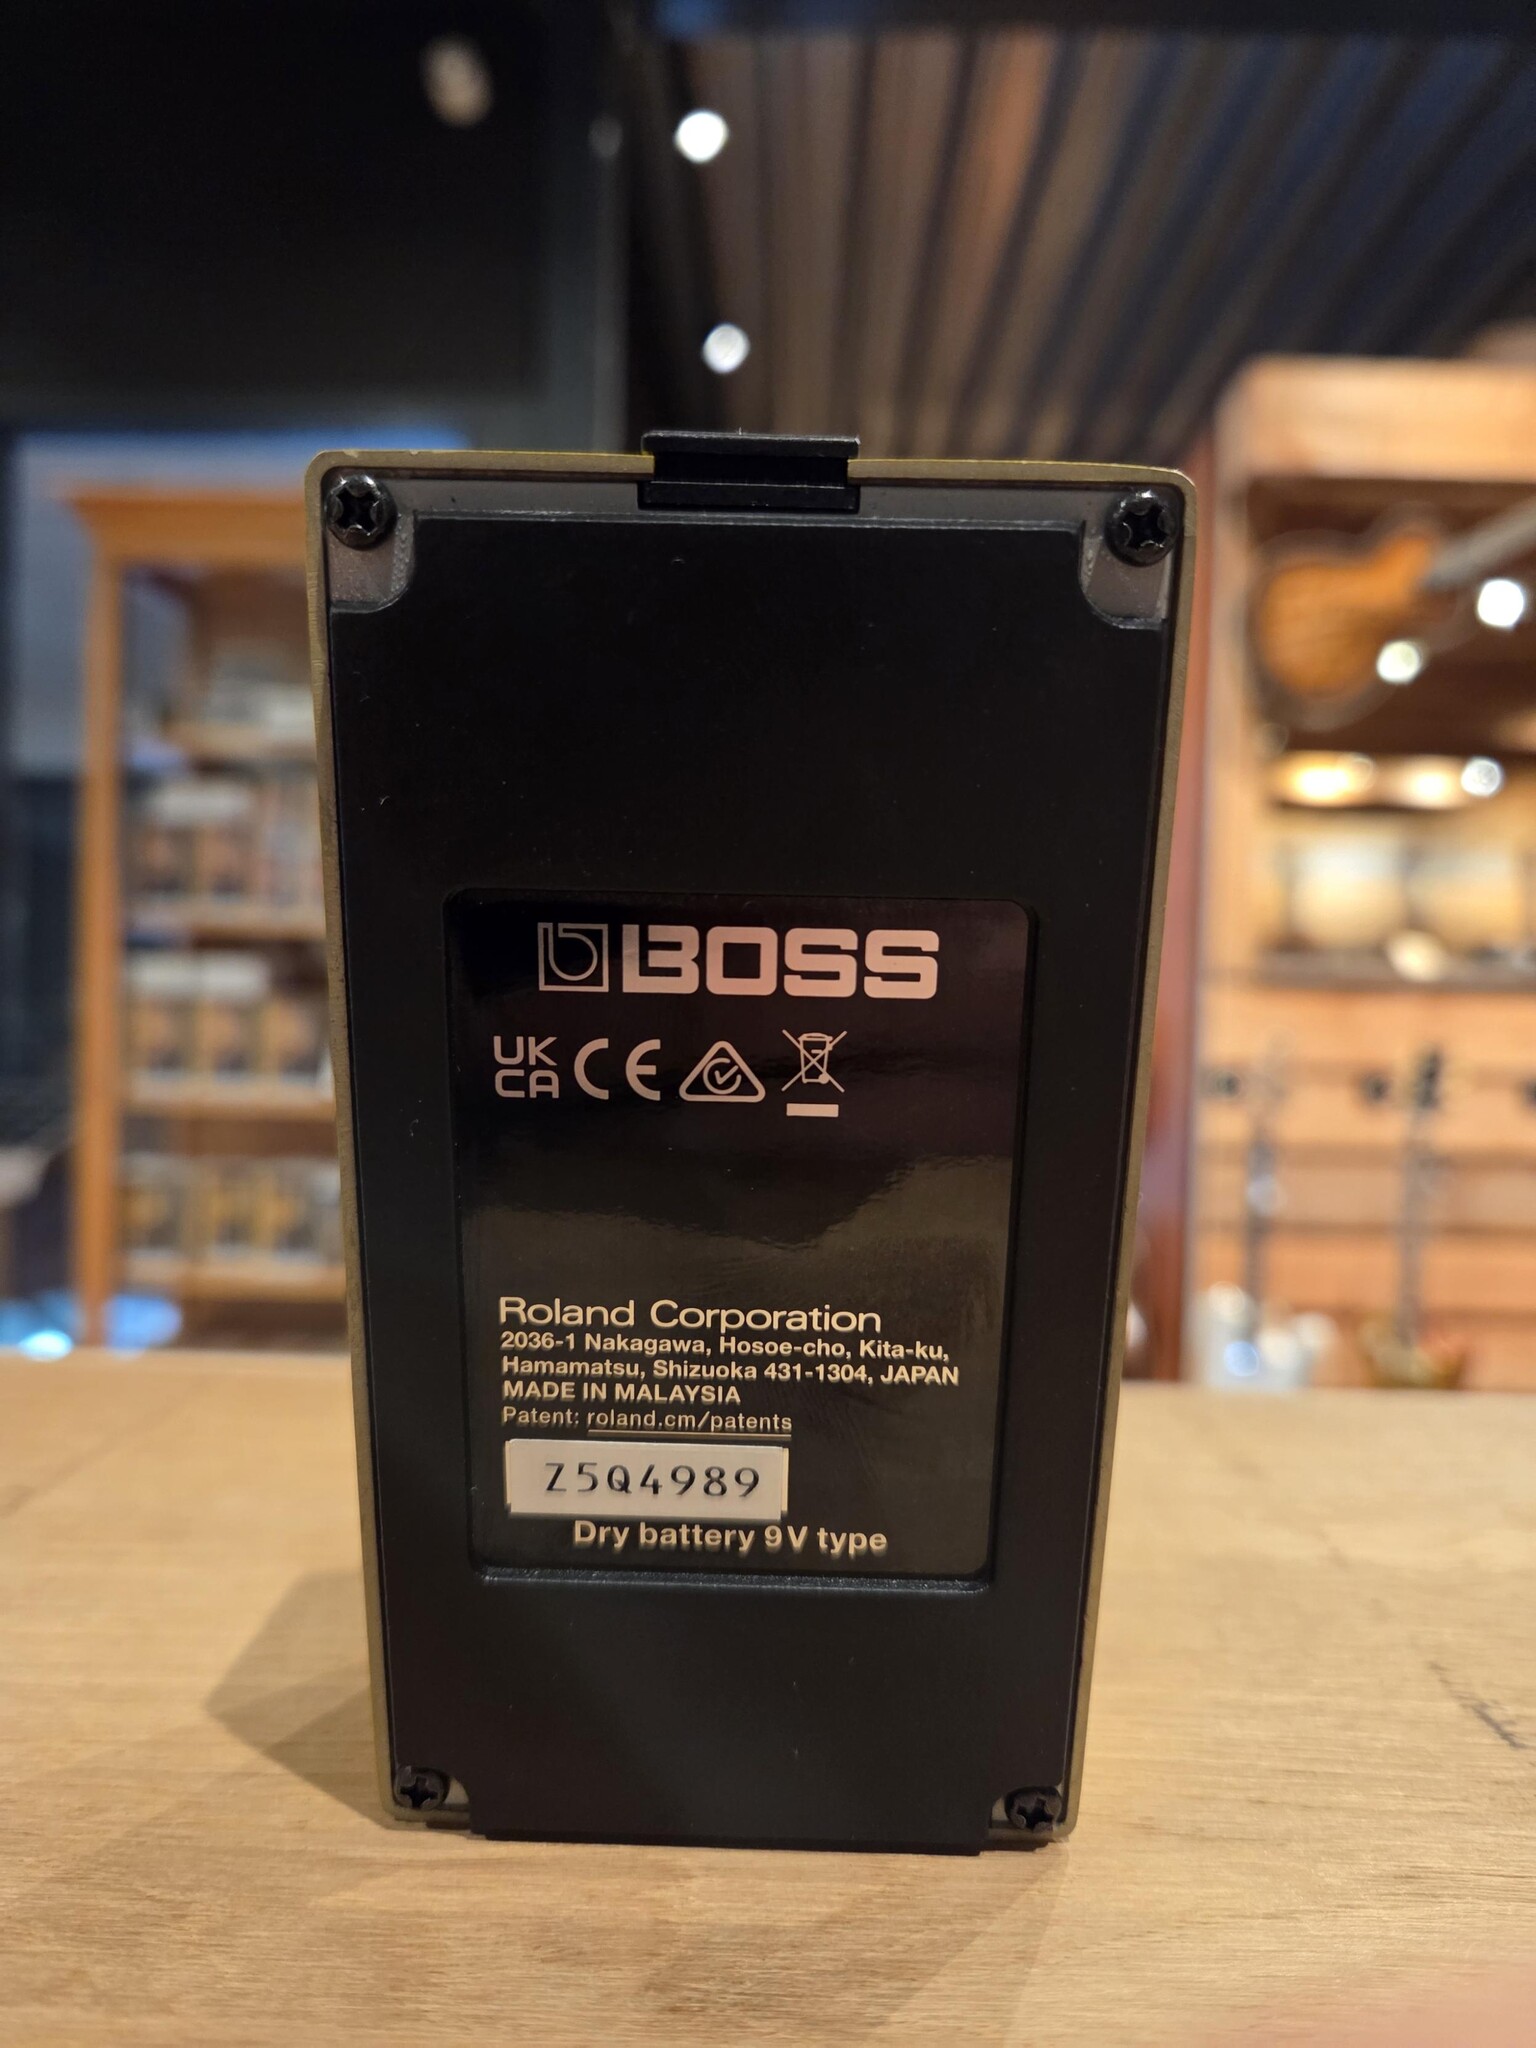 BOSS
UK
CA CE
Roland Corporation
2036-1 Nakagawa, Hosoe-cho, Kita-ku,
Hamamatsu, Shizuoka 431-1304, JAPAN
MADE IN MALAYSIA
Patent: roland.cm/patents
Z5Q4989
Dry battery 9V type